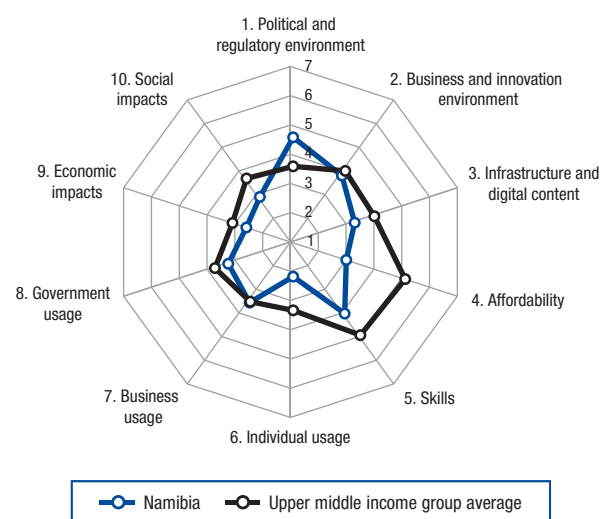 1. Political and
regulatory environment
2. Business and innovation
environment
3. Infrastructure and
digital content
4. Affordability
5. Skills
6. Individual usage
7. Business
usage
8. Government
usage
9. Economic
impacts
10. Social
impacts
7
6
5
4
3
2
1
Namibia
Upper middle income group average